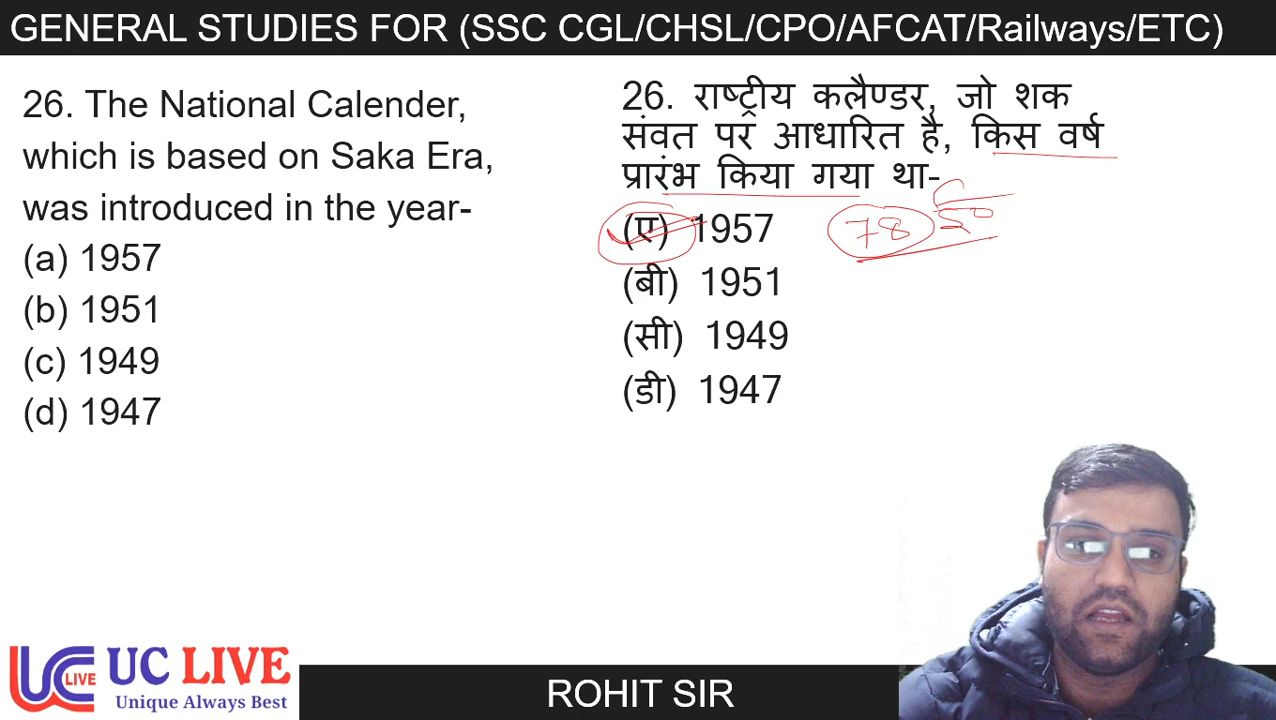 GENERAL STUDIES FOR (SSC CGL/CHSL/CPO/AFCAT/Railways/ETC)
26. The National Calender,
which is based on Saka Era,
was introduced in the year-
(a) 1957
(b) 1951
(c) 1949
(d) 1947
26. राष्ट्रीय कलैण्डर, जो शक
संवत पर आधारित है, किस वर्ष
प्रारंभ किया गया था-
(ए) 1957
78 ई०
(बी) 1951
(सी) 1949
(डी) 1947
LIVE
UC LIVE
Unique Always Best
ROHIT SIR